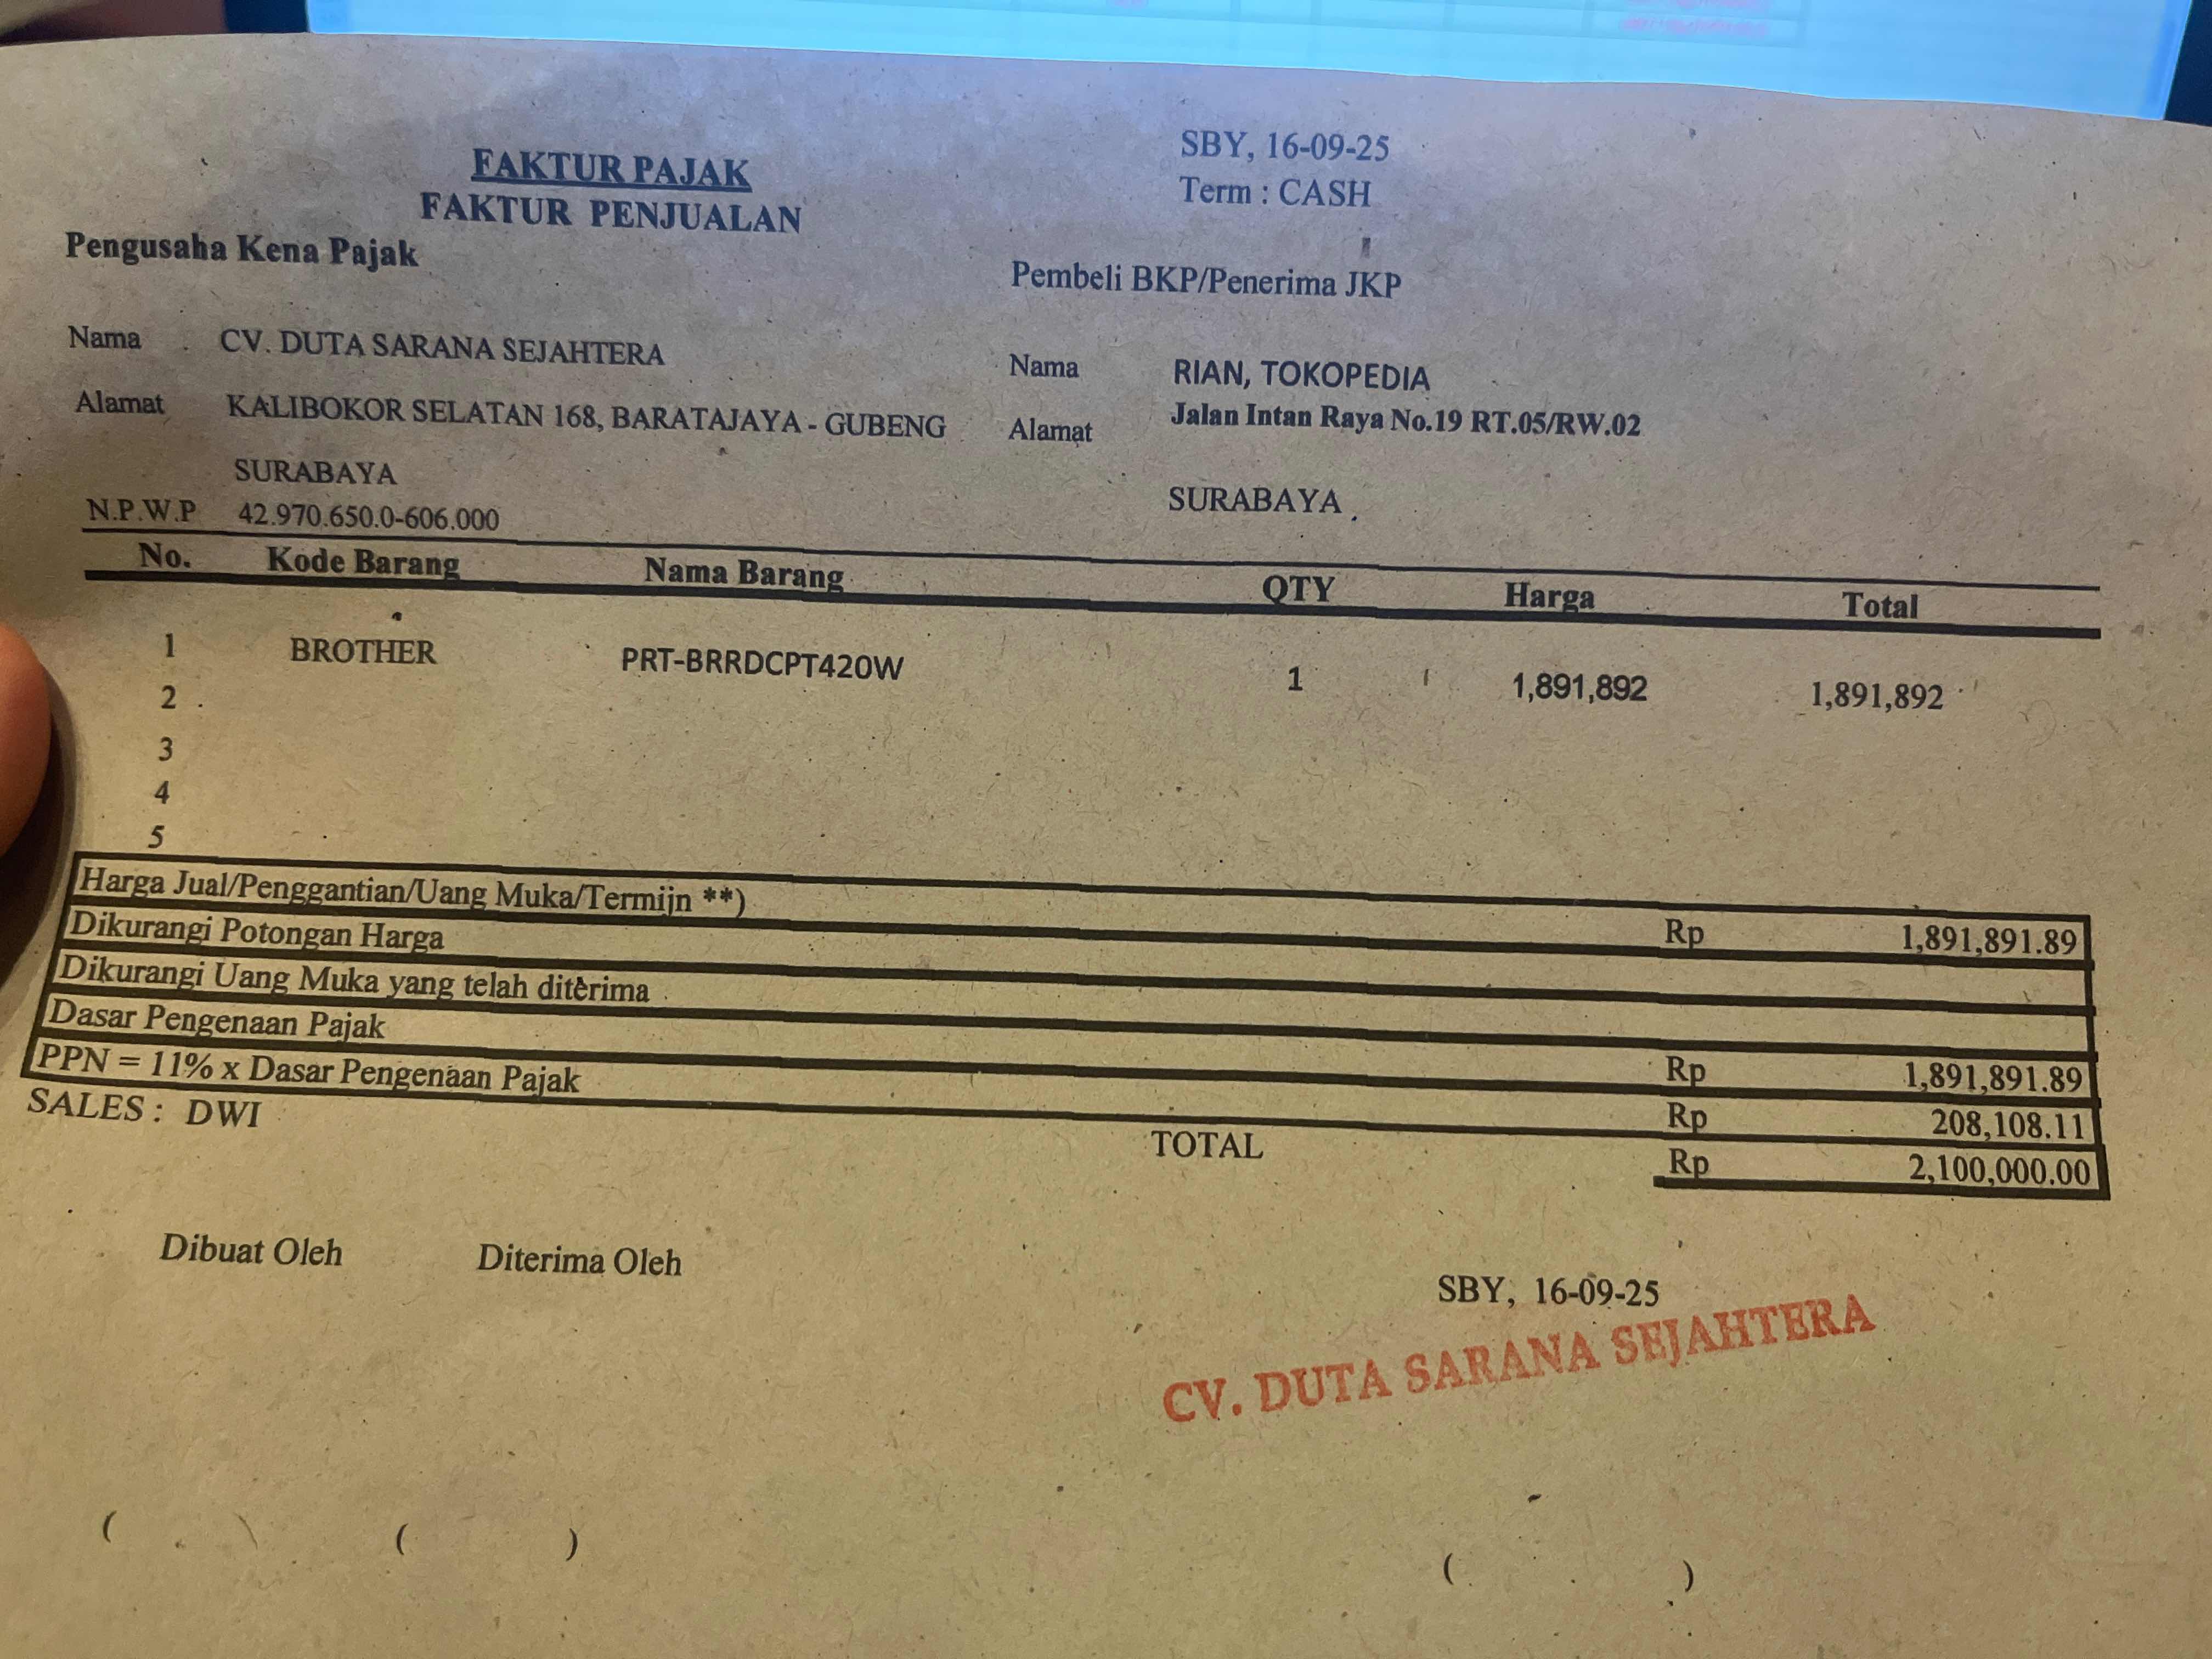 FAKTUR PAJAK
FAKTUR PENJUALAN
SBY, 16-09-25
Term : CASH
Pengusaha Kena Pajak
Pembeli BKP/Penerima JKP
Nama CV. DUTA SARANA SEJAHTERA
Alamat KALIBOKOR SELATAN 168, BARATAJAYA - GUBENG
SURABAYA
N.P.W.P 42.970.650.0-606.000
Nama RIAN, TOKOPEDIA
Alamat Jalan Intan Raya No.19 RT.05/RW.02
SURABAYA
No. Kode Barang Nama Barang QTY Harga Total
1 BROTHER PRT-BRRDCPT420W 1 1,891,892 1,891,892
2
3
4
5
Harga Jual/Penggantian/Uang Muka/Termijn **) Rp 1,891,891.89
Dikurangi Potongan Harga
Dikurangi Uang Muka yang telah diterima
Dasar Pengenaan Pajak Rp 1,891,891.89
PPN = 11% x Dasar Pengenaan Pajak Rp 208,108.11
SALES : DWI TOTAL Rp 2,100,000.00
Dibuat Oleh Diterima Oleh
SBY, 16-09-25
CV. DUTA SARANA SEJAHTERA
( ) ( ) ( )